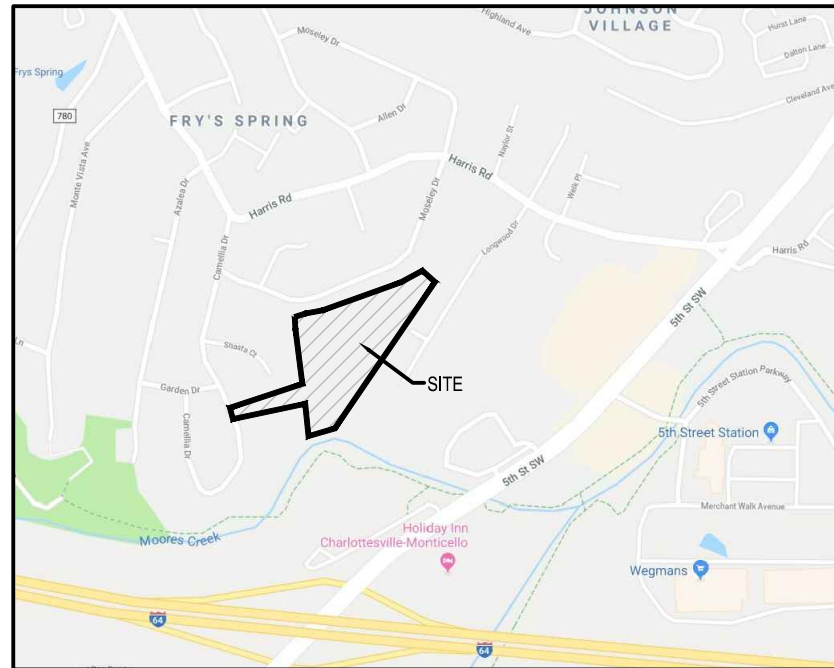 JOHNSON
VILLAGE
Highland Ave
Hurst Lane
Dalton Lane
Moseley Dr
Frys Spring
Cleveland Ave
780
FRY'S SPRING
Allen Dr
Naylor St
Monte Vista Ave
Azalea Dr
Harris Rd
Welk Pl
Harris Rd
Moseley Dr
Longwood Dr
Camellia Dr
Harris Rd
5th St SW
Shasta Ct
Ln
Garden Dr
SITE
5th Street Station Parkway
Camellia Dr
5th Street Station
5th St SW
Merchant Walk Avenue
Moores Creek
Holiday Inn
Charlottesville-Monticello
Wegmans
64
64